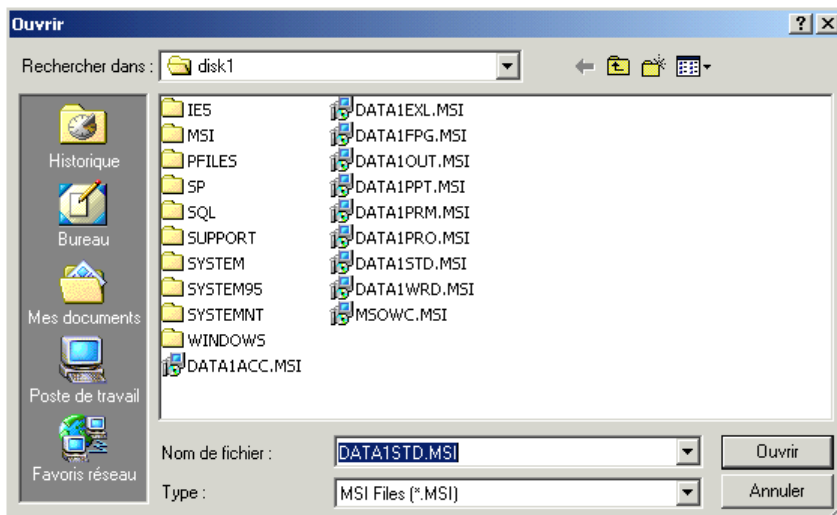 Ouvrir
Rechercher dans : disk1
Historique
Bureau
Mes documents
Poste de travail
Favoris réseau
IE5
MSI
PFILES
SP
SQL
SUPPORT
SYSTEM
SYSTEM95
SYSTEMNT
WINDOWS
DATA1ACC.MSI
DATA1EXL.MSI
DATA1FPG.MSI
DATA1OUT.MSI
DATA1PPT.MSI
DATA1PRM.MSI
DATA1PRO.MSI
DATA1STD.MSI
DATA1WRD.MSI
MSOWC.MSI
Nom de fichier : DATA1STD.MSI Ouvrir
Type : MSI Files (*.MSI) Annuler